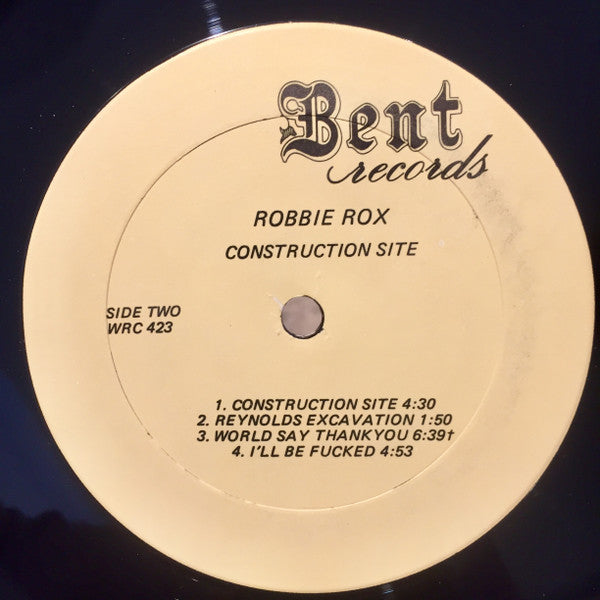 Bent
records
ROBBIE ROX
CONSTRUCTION SITE
SIDE TWO
WRC 423
1. CONSTRUCTION SITE 4:30
2. REYNOLDS EXCAVATION 1:50
3. WORLD SAY THANKYOU 6:39†
4. I'LL BE FUCKED 4:53